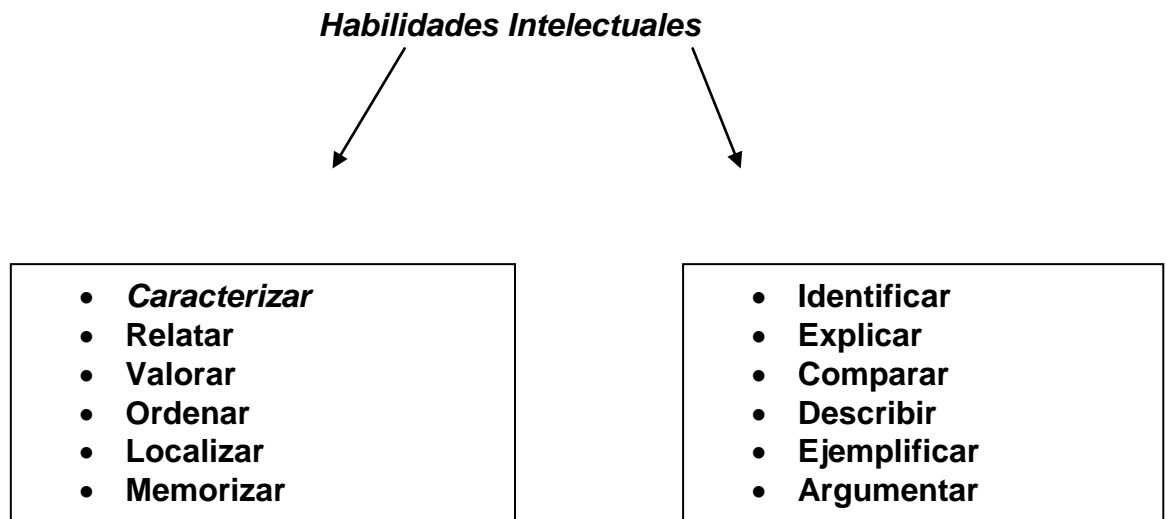 Habilidades Intelectuales
• Caracterizar
• Relatar
• Valorar
• Ordenar
• Localizar
• Memorizar
• Identificar
• Explicar
• Comparar
• Describir
• Ejemplificar
• Argumentar